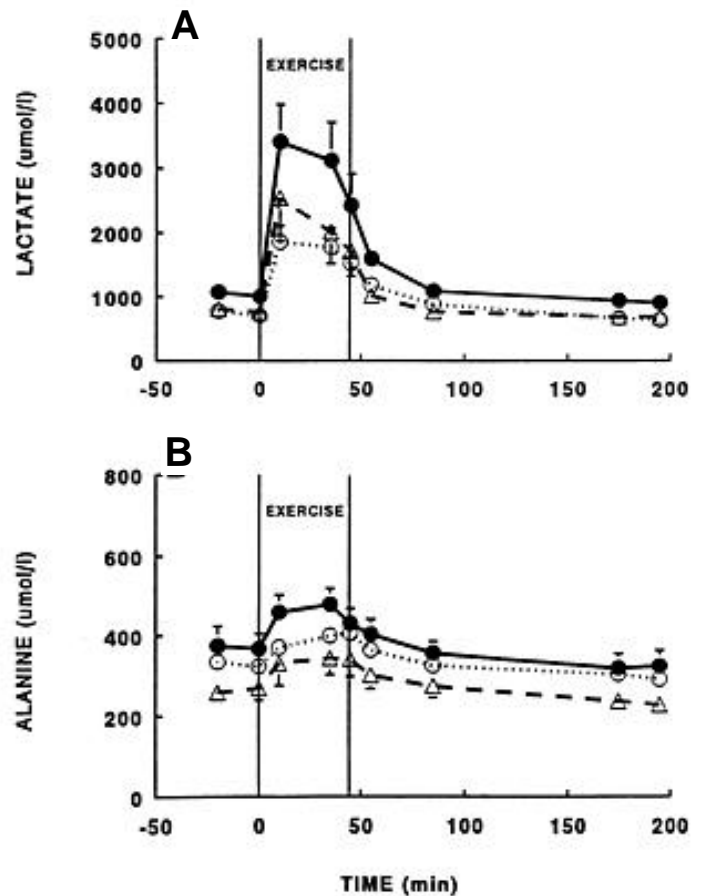 A
5000
4000
3000
2000
1000
0
LACTATE (umol/l)
EXERCISE
-50 0 50 100 150 200
B
800
600
400
200
0
ALANINE (umol/l)
EXERCISE
-50 0 50 100 150 200
TIME (min)